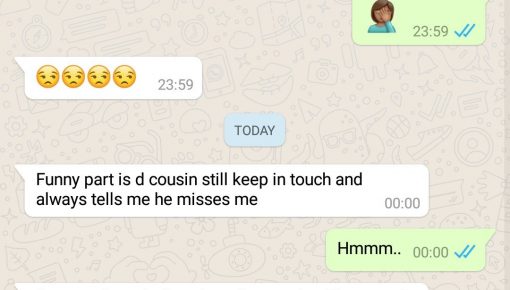 23:59
😒😒😒😒
23:59
TODAY
Funny part is d cousin still keep in touch and
always tells me he misses me
00:00
Hmmm..
00:00